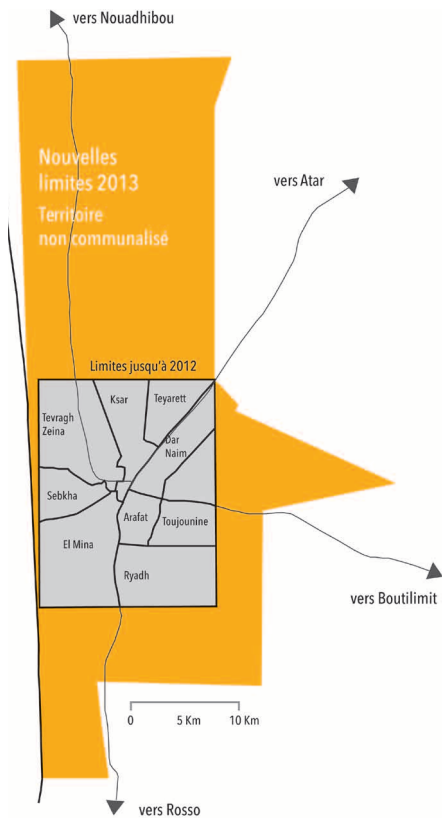 vers Nouadhibou
Nouvelles
limites 2013
Territoire
non communalisé
vers Atar
Limites jusqu'à 2012
Ksar
Teyarett
Tevragh
Zeina
Dar
Naim
Sebkha
Arafat
Toujounine
El Mina
Ryadh
vers Boutilimit
0
5 Km
10 Km
vers Rosso